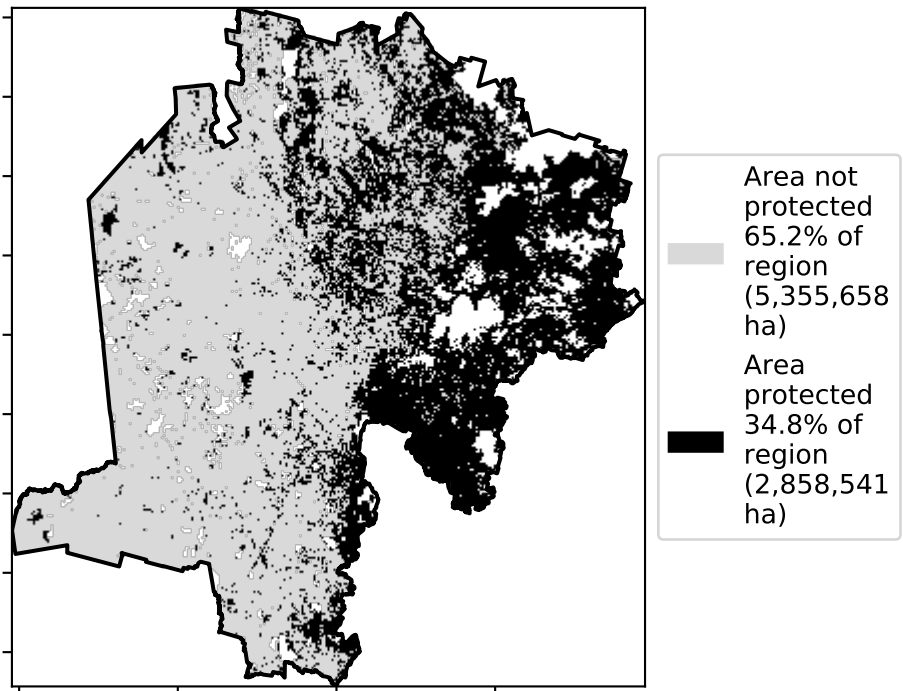 Area not
protected
65.2% of
region
(5,355,658
ha)
Area
protected
34.8% of
region
(2,858,541
ha)